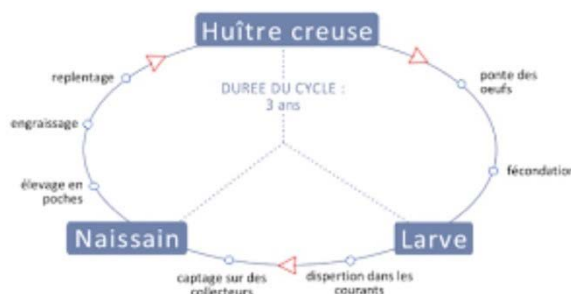 Huître creuse
replentage
DUREE DU CYCLE :
3 ans
ponte des
oeufs
engraissage
fécondation
élevage en
poches
Naissain
Larve
captage sur des
collecteurs
dispertion dans les
courants